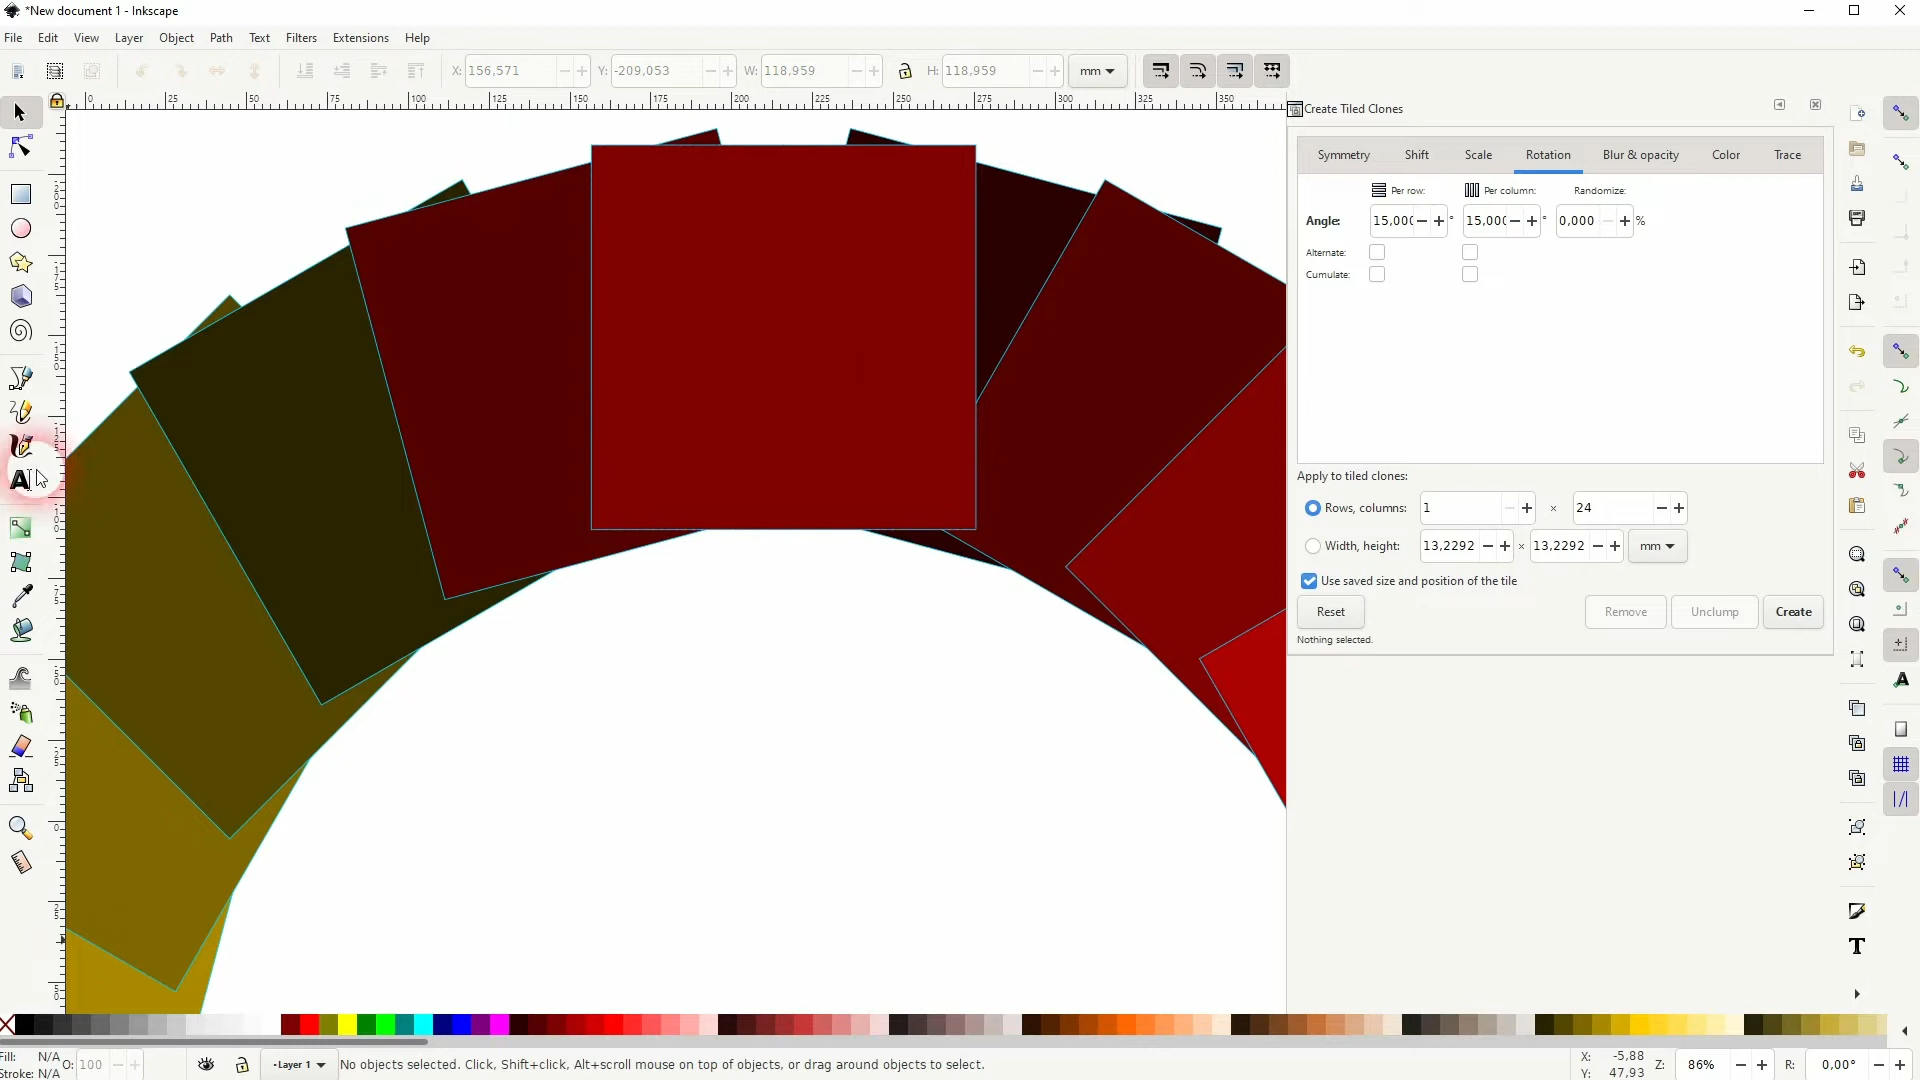 *New document 1 - Inkscape
File Edit View Layer Object Path Text Filters Extensions Help
X: 156,571 Y: -209,053 W: 118,959 H: 118,959 mm
0 25 50 75 100 125 150 175 200 225 250 275 300 325 350
Create Tiled Clones
Symmetry Shift Scale Rotation Blur & opacity Color Trace
Per row: Per column: Randomize:
Angle: 15,000 ° 15,000 ° 0,000 %
Alternate:
Cumulate:
Apply to tiled clones:
Rows, columns: 1 × 24
Width, height: 13,2292 × 13,2292 mm
Use saved size and position of the tile
Reset Remove Unclump Create
Nothing selected.
Fill: N/A O: 100
Stroke: N/A
Layer 1 No objects selected. Click, Shift+click, Alt+scroll mouse on top of objects, or drag around objects to select.
X: -5,88 Z: 86% R: 0,00°
Y: 47,93